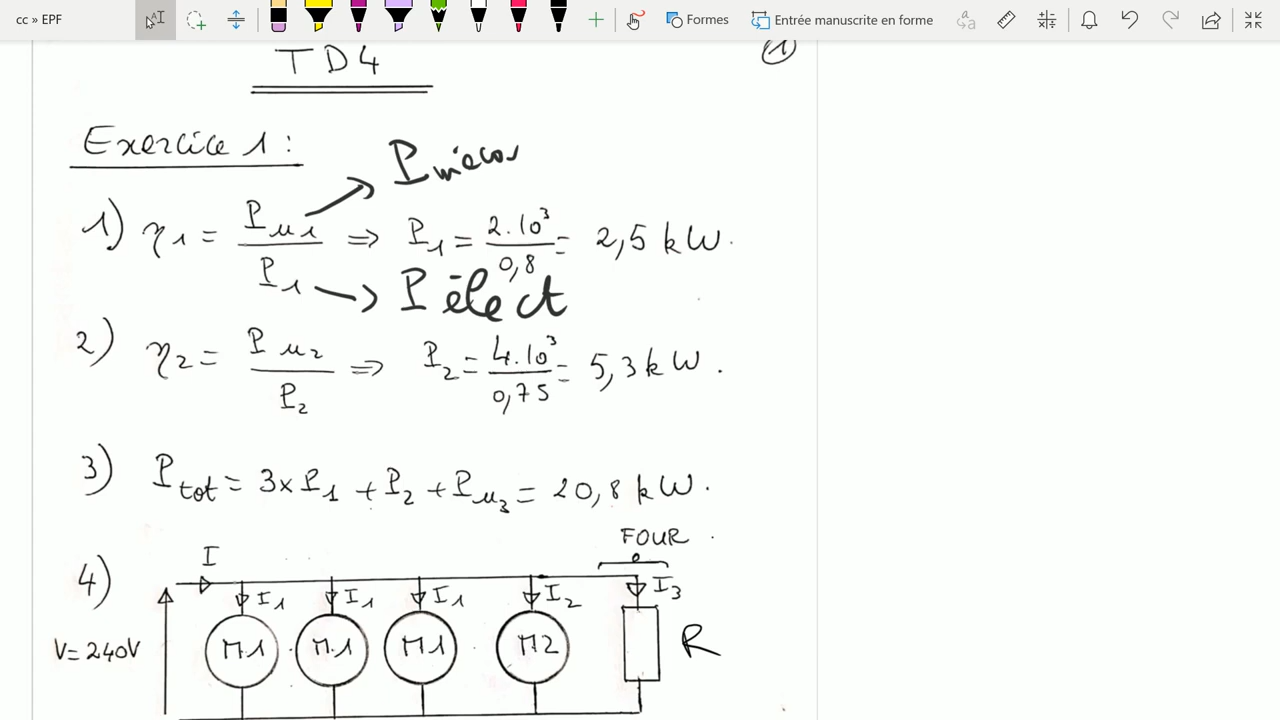 cc » EPF Formes Entrée manuscrite en forme
TD4
1
Exercice 1 :
P méca
1) η1 = Pu1 / P1 ⇒ P1 = 2.10³ / 0,8 = 2,5 kW.
P élect
2) η2 = Pu2 / P2 ⇒ P2 = 4.10³ / 0,75 = 5,3 kW.
3) Ptot = 3×P1 + P2 + Pu3 = 20,8 kW.
FOUR
4) I
I1 I1 I1 I2 I3
V=240V M1 M1 M1 M2 R